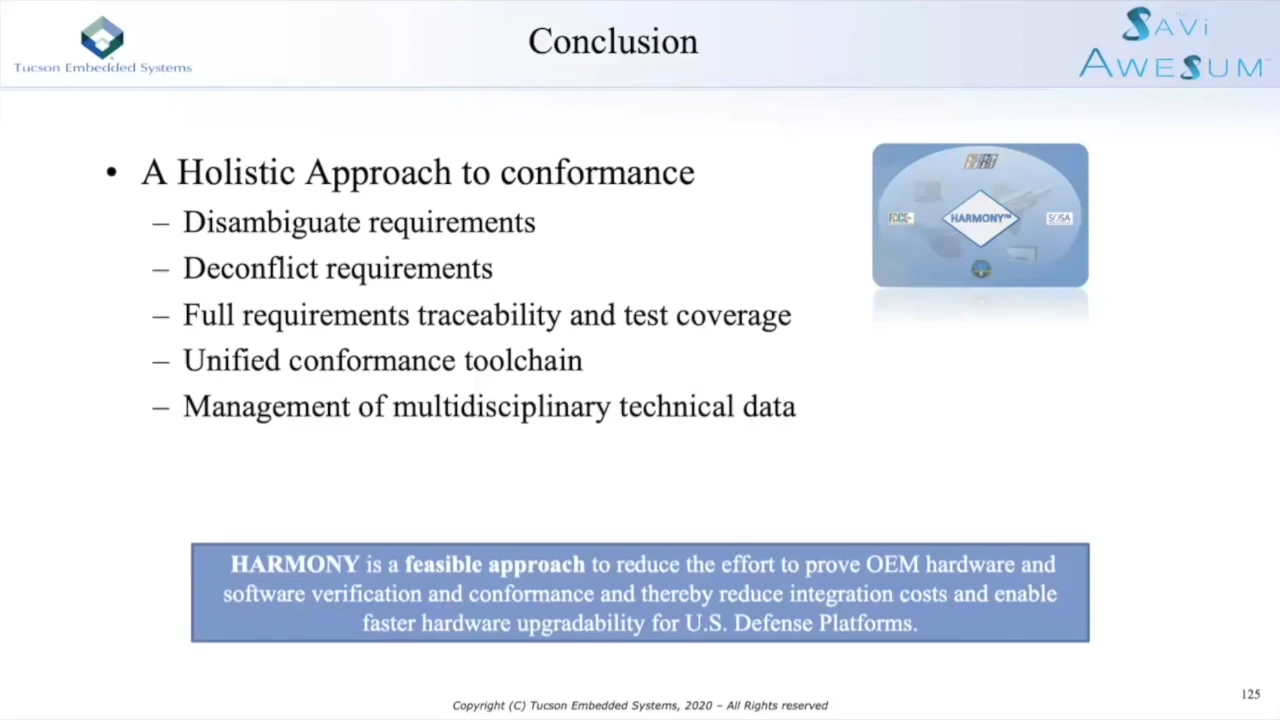 Conclusion
Tucson Embedded Systems
SAVi
AWESUM™
• A Holistic Approach to conformance
– Disambiguate requirements
– Deconflict requirements
– Full requirements traceability and test coverage
– Unified conformance toolchain
– Management of multidisciplinary technical data
HARMONY™
SOSA
HARMONY is a feasible approach to reduce the effort to prove OEM hardware and
software verification and conformance and thereby reduce integration costs and enable
faster hardware upgradability for U.S. Defense Platforms.
Copyright (C) Tucson Embedded Systems, 2020 – All Rights reserved
125